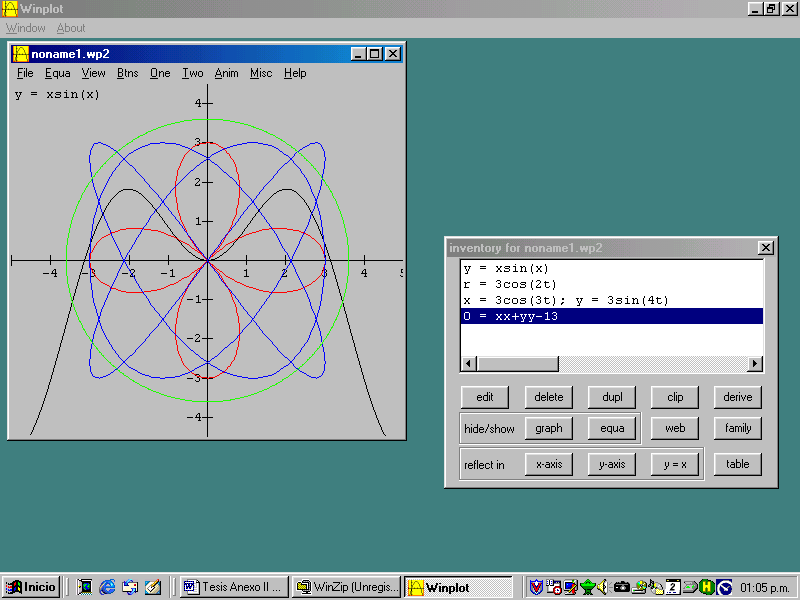 Winplot
Window About
noname1.wp2
File Equa View Btns One Two Anim Misc Help
y = xsin(x)
4
3
2
1
-4 -3 -2 -1 1 2 3 4 5
-1
-2
-3
-4
inventory for noname1.wp2
y = xsin(x)
r = 3cos(2t)
x = 3cos(3t); y = 3sin(4t)
0 = xx+yy-13
edit delete dupl clip derive
hide/show graph equa web family
reflect in x-axis y-axis y = x table
Inicio Tesis Anexo II ... WinZip (Unregis... Winplot 2 H 01:05 p.m.